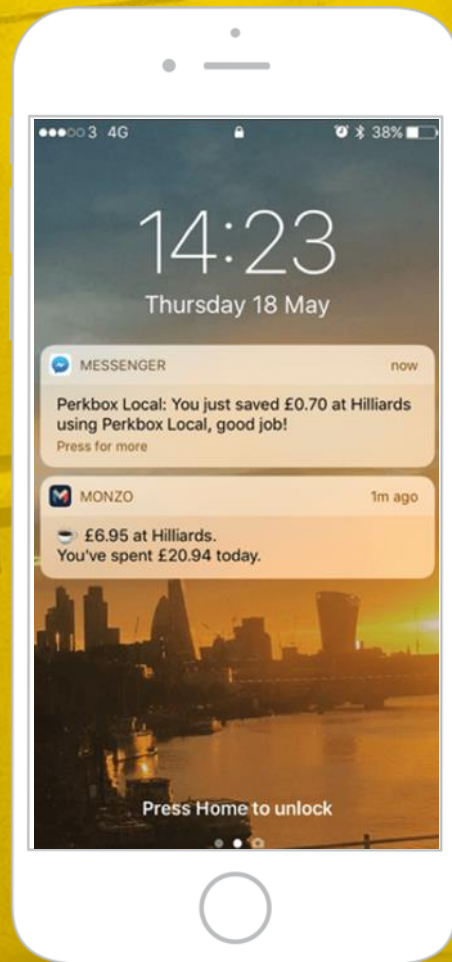 3 4G 38%
14:23
Thursday 18 May
MESSENGER now
Perkbox Local: You just saved £0.70 at Hilliards
using Perkbox Local, good job!
Press for more
MONZO 1m ago
☕ £6.95 at Hilliards.
You've spent £20.94 today.
Press Home to unlock